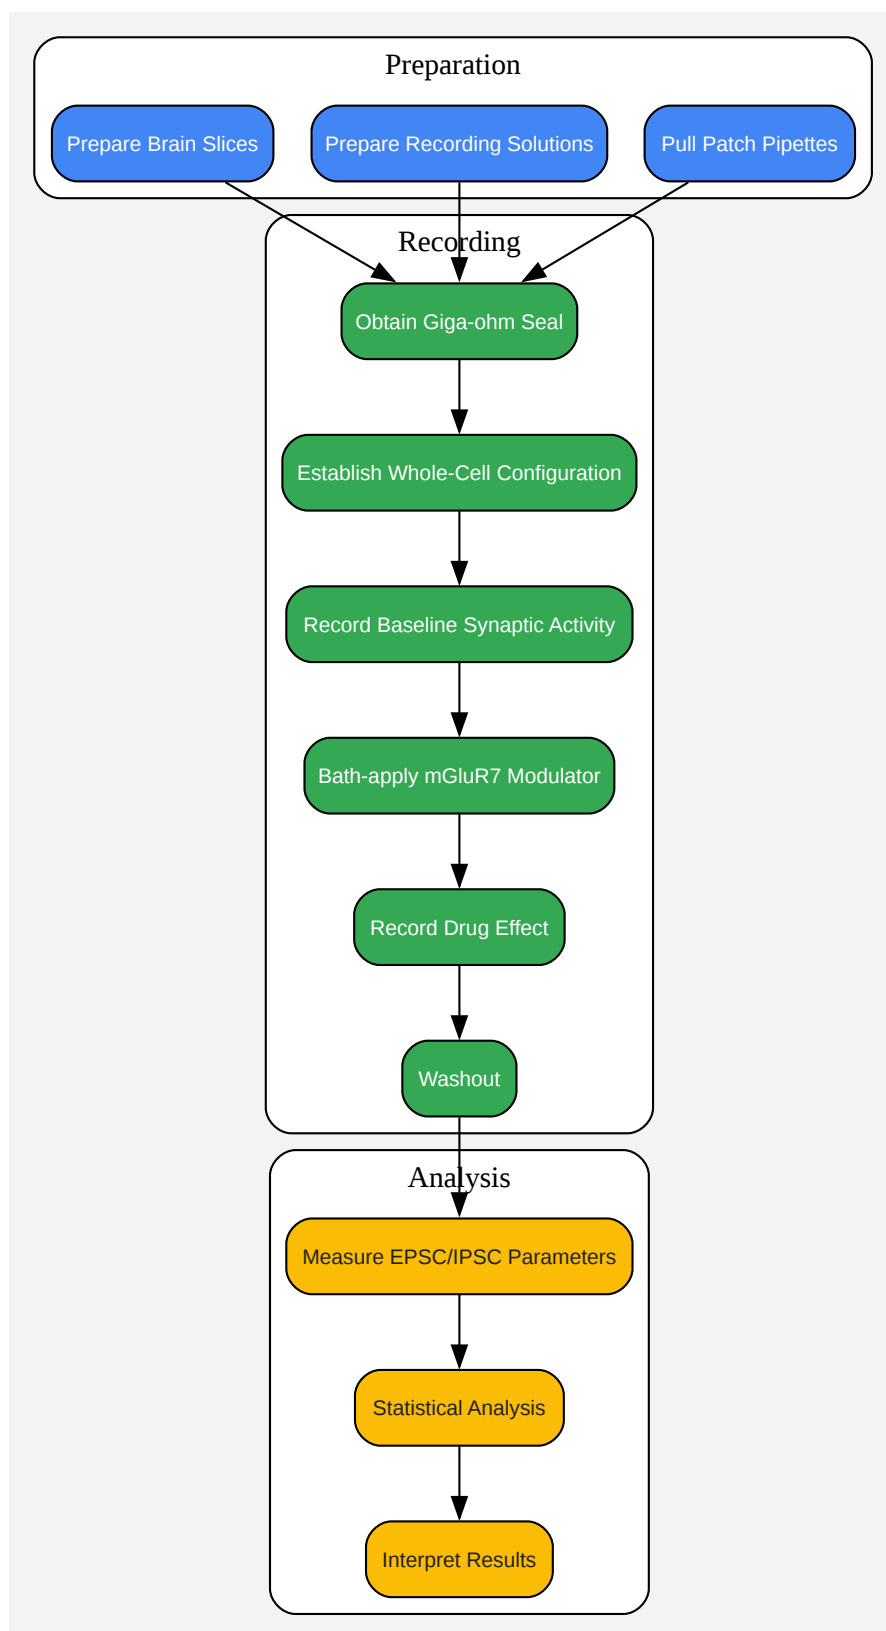 Preparation
Prepare Brain Slices
Prepare Recording Solutions
Pull Patch Pipettes
Recording
Obtain Giga-ohm Seal
Establish Whole-Cell Configuration
Record Baseline Synaptic Activity
Bath-apply mGluR7 Modulator
Record Drug Effect
Washout
Analysis
Measure EPSC/IPSC Parameters
Statistical Analysis
Interpret Results